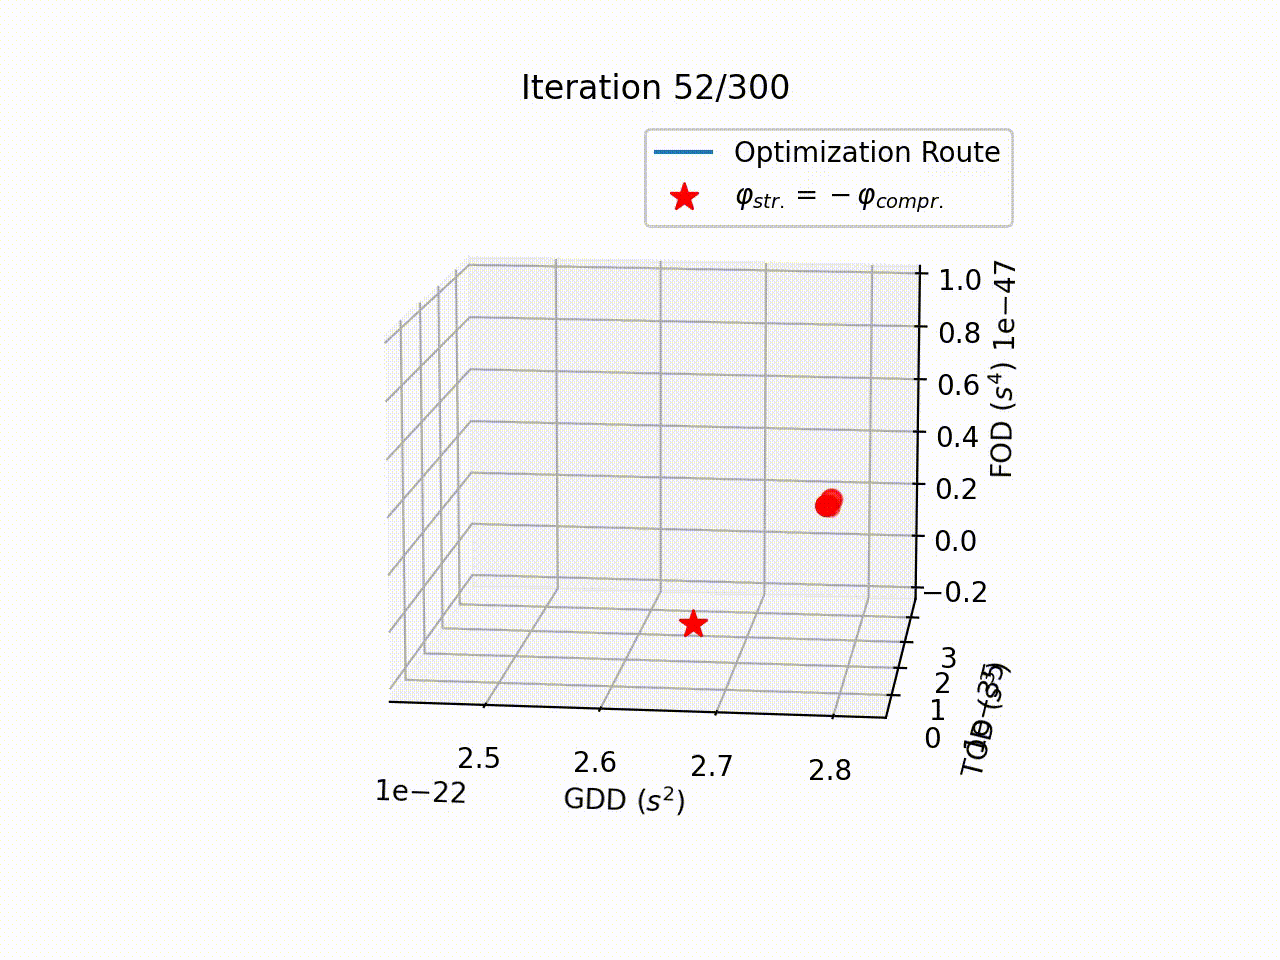 Iteration 52/300
Optimization Route
φstr. = − φcompr.
1.0
0.8
0.6
0.4
0.2
0.0
−0.2
FOD (s⁴) 1e−47
3
2
1
0
TOD (s³)
2.5
2.6
2.7
2.8
1e−22
GDD (s²)